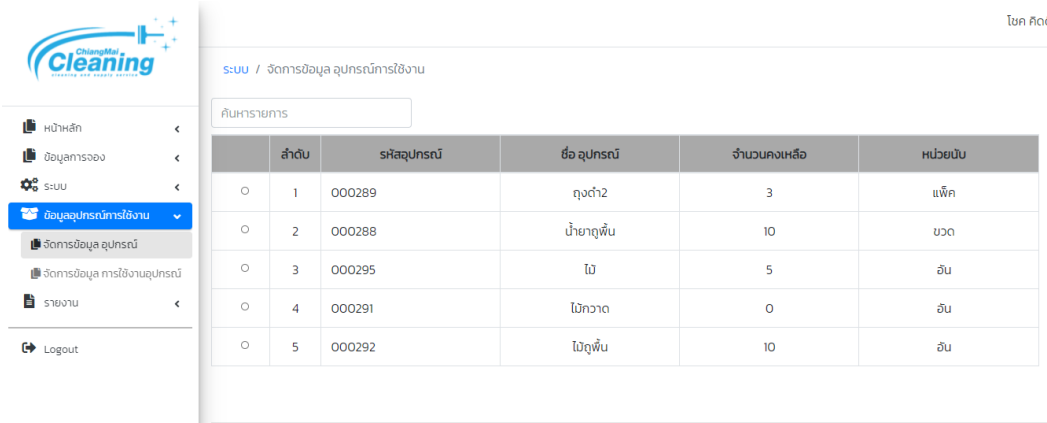 ChiangMai
Cleaning
cleaning and supply service
โชค คิด
ระบบ / จัดการข้อมูล อุปกรณ์การใช้งาน
ค้นหารายการ
หน้าหลัก
ข้อมูลการจอง
ระบบ
ข้อมูลอุปกรณ์การใช้งาน
จัดการข้อมูล อุปกรณ์
จัดการข้อมูล การใช้งานอุปกรณ์
รายงาน
Logout
ลำดับ รหัสอุปกรณ์ ชื่อ อุปกรณ์ จำนวนคงเหลือ หน่วยนับ
1 000289 ถุงดำ2 3 แพ็ค
2 000288 น้ำยาถูพื้น 10 ขวด
3 000295 ไม้ 5 อัน
4 000291 ไม้กวาด 0 อัน
5 000292 ไม้ถูพื้น 10 อัน